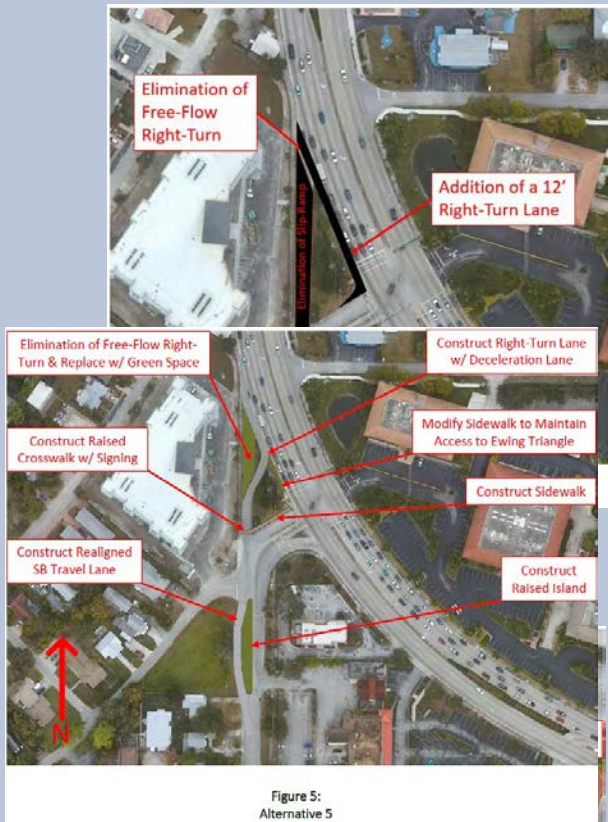 Elimination of
Free-Flow
Right-Turn
Elimination of Slip-Ramp
Addition of a 12'
Right-Turn Lane
Elimination of Free-Flow Right-
Turn & Replace w/ Green Space
Construct Right-Turn Lane
w/ Deceleration Lane
Modify Sidewalk to Maintain
Access to Ewing Triangle
Construct Raised
Crosswalk w/ Signing
Construct Sidewalk
Construct Realigned
SB Travel Lane
Construct
Raised Island
N
Figure 5:
Alternative 5